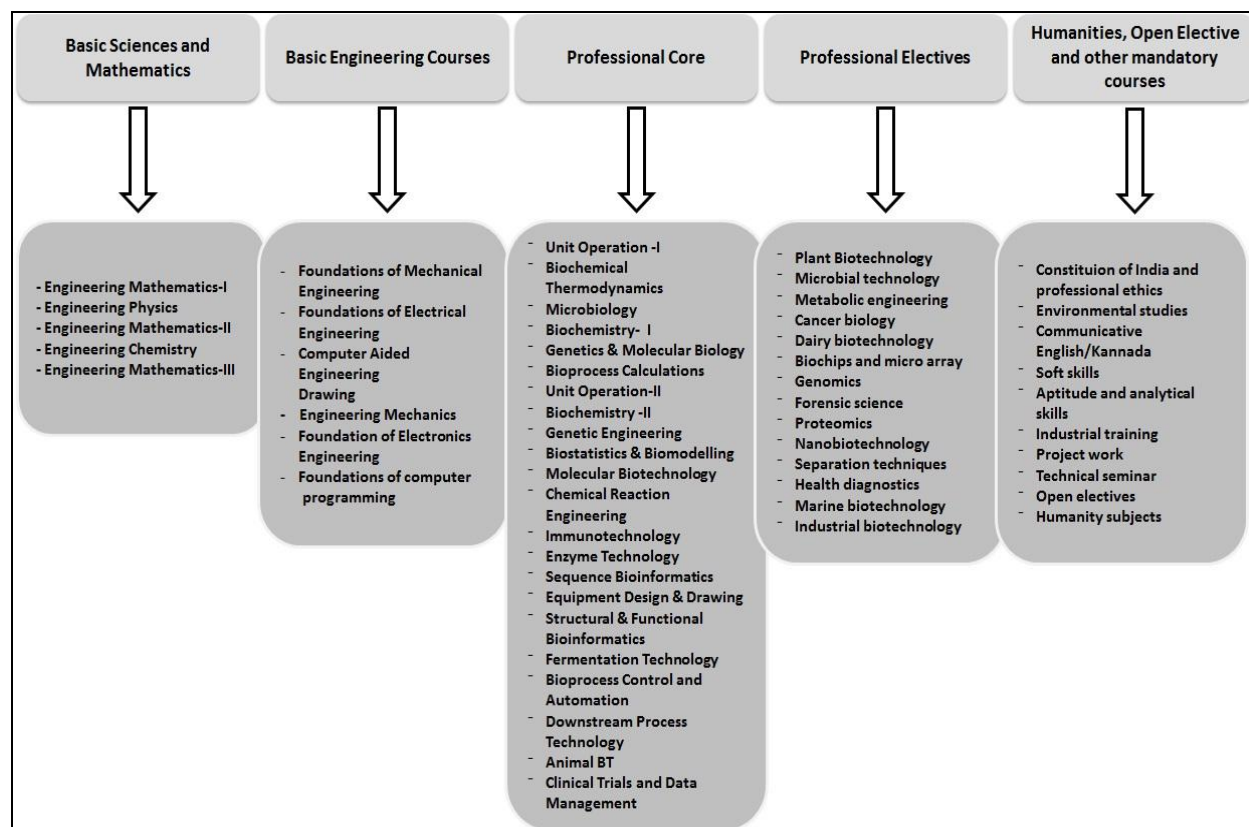 Basic Sciences and
Mathematics
Basic Engineering Courses
Professional Core
Professional Electives
Humanities, Open Elective
and other mandatory
courses
- Engineering Mathematics-I
- Engineering Physics
- Engineering Mathematics-II
- Engineering Chemistry
- Engineering Mathematics-III
- Foundations of Mechanical
Engineering
- Foundations of Electrical
Engineering
- Computer Aided
Engineering
Drawing
- Engineering Mechanics
- Foundation of Electronics
Engineering
- Foundations of computer
programming
- Unit Operation -I
- Biochemical
Thermodynamics
- Microbiology
- Biochemistry- I
- Genetics & Molecular Biology
- Bioprocess Calculations
- Unit Operation-II
- Biochemistry -II
- Genetic Engineering
- Biostatistics & Biomodelling
- Molecular Biotechnology
- Chemical Reaction
Engineering
- Immunotechnology
- Enzyme Technology
- Sequence Bioinformatics
- Equipment Design & Drawing
- Structural & Functional
Bioinformatics
- Fermentation Technology
- Bioprocess Control and
Automation
- Downstream Process
Technology
- Animal BT
- Clinical Trials and Data
Management
- Plant Biotechnology
- Microbial technology
- Metabolic engineering
- Cancer biology
- Dairy biotechnology
- Biochips and micro array
- Genomics
- Forensic science
- Proteomics
- Nanobiotechnology
- Separation techniques
- Health diagnostics
- Marine biotechnology
- Industrial biotechnology
- Constituion of India and
professional ethics
- Environmental studies
- Communicative
English/Kannada
- Soft skills
- Aptitude and analytical
skills
- Industrial training
- Project work
- Technical seminar
- Open electives
- Humanity subjects